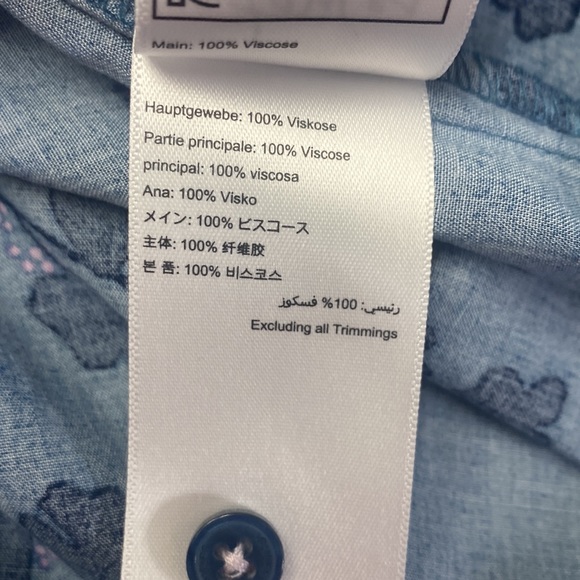 Main: 100% Viscose
Hauptgewebe: 100% Viskose
Partie principale: 100% Viscose
principal: 100% viscosa
Ana: 100% Visko
メイン: 100% ビスコース
主体: 100% 纤维胶
본 품: 100% 비스코스
رئيسي: 100% فسكوز
Excluding all Trimmings